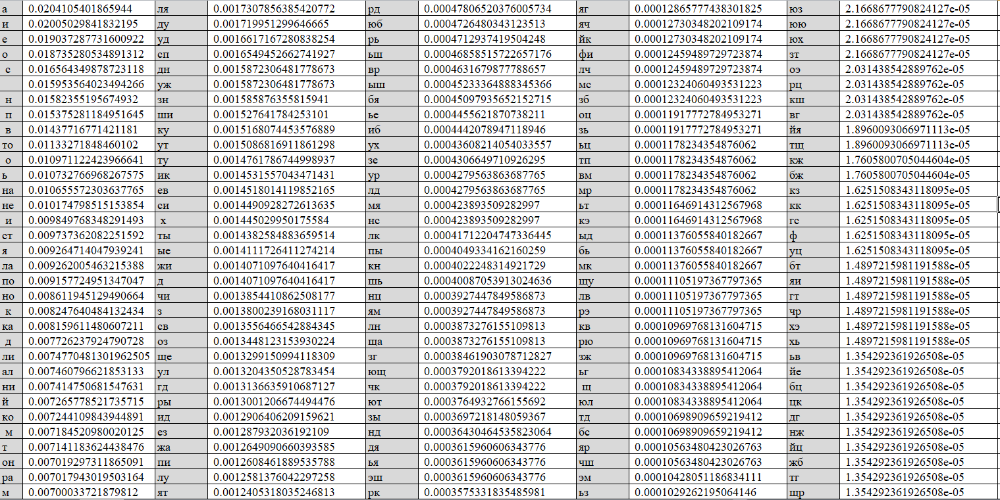 а 0.0204105401865944 ля 0.0017307856385420772 рд 0.00047806520376005734 яг 0.00012865777438301825 юз 2.1668677790824127e-05
и 0.02005029841832195 ду 0.001719951299646665 юб 0.0004726480343123513 яч 0.00012730348202109174 юю 2.1668677790824127e-05
е 0.019037287731600922 уд 0.0016617167280838254 рь 0.0004712937419504248 йк 0.00012730348202109174 юх 2.1668677790824127e-05
о 0.018735280534891312 сп 0.0016549452662741927 ьш 0.00046858515722657176 фи 0.00012459489729723874 зт 2.1668677790824127e-05
с 0.016564349878723118 дн 0.0015872306481778673 вр 0.0004631679877788657 лч 0.00012459489729723874 оэ 2.031438542889762e-05
0.015953564023494266 уж 0.0015872306481778673 ыш 0.00045233364888345366 мс 0.00012324060493531223 рц 2.031438542889762e-05
н 0.01582355195674932 зн 0.001585876355815941 бя 0.00045097935652152715 зб 0.00012324060493531223 кш 2.031438542889762e-05
п 0.015375281184951645 ши 0.001527641784253101 ье 0.0004455621870738211 оц 0.00011917772784953271 вг 2.031438542889762e-05
в 0.01437716771421181 ку 0.0015168074453576889 иб 0.0004442078947118946 зь 0.00011917772784953271 йя 1.8960093066971113e-05
то 0.01133271848460102 ут 0.0015086816911861298 ух 0.00043608214054033557 ьц 0.0001178234354876062 тщ 1.8960093066971113e-05
о 0.010971122423966641 ту 0.0014761786744998937 зе 0.0004306649710926295 тп 0.0001178234354876062 кж 1.7605800705044604e-05
ь 0.010732766968267575 ик 0.0014531557043471431 ур 0.0004279563863687765 вм 0.0001178234354876062 бж 1.7605800705044604e-05
на 0.010655572303637765 ев 0.0014518014119852165 лд 0.0004279563863687765 мр 0.0001178234354876062 кз 1.6251508343118095e-05
не 0.010174798515153854 си 0.0014490928272613635 мя 0.000423893509282997 ьт 0.00011646914312567968 кк 1.6251508343118095e-05
и 0.009849768348291493 х 0.001445029950175584 нс 0.000423893509282997 кэ 0.00011646914312567968 гс 1.6251508343118095e-05
ст 0.009737362082251592 ты 0.0014382584883659514 лк 0.00041712204747336445 ыд 0.00011376055840182667 ф 1.6251508343118095e-05
я 0.009264714047939241 ые 0.0014111726411274214 пы 0.0004049334162160259 бь 0.00011376055840182667 уц 1.6251508343118095e-05
ла 0.009262005463215388 жи 0.0014071097640416417 кн 0.0004022248314921729 мк 0.00011376055840182667 бт 1.4897215981191588e-05
по 0.009157724951347047 д 0.0014071097640416417 шь 0.00040087053913024636 щу 0.00011105197367797365 яи 1.4897215981191588e-05
но 0.008611945129490664 чи 0.0013854410862508177 нц 0.0003927447849586873 лв 0.00011105197367797365 гт 1.4897215981191588e-05
к 0.008247640484132434 з 0.0013800239168031117 ям 0.0003927447849586873 рэ 0.00011105197367797365 чр 1.4897215981191588e-05
ка 0.008159611480607211 св 0.0013556466542884345 лн 0.0003873276155109813 кв 0.00010969768131604715 хэ 1.4897215981191588e-05
д 0.007726237924790728 оз 0.0013448123153930224 ща 0.0003873276155109813 рю 0.00010969768131604715 хь 1.4897215981191588e-05
ли 0.0074770481301962505 ще 0.0013299150994118309 зг 0.00038461903078712827 зж 0.00010969768131604715 ьв 1.354292361926508e-05
ал 0.007460796621853133 ул 0.0013204350528783454 ющ 0.0003792018613394222 ьг 0.00010834338895412064 йе 1.354292361926508e-05
ни 0.007414750681547631 гд 0.0013136635910687127 чк 0.0003792018613394222 щ 0.00010834338895412064 бц 1.354292361926508e-05
й 0.007265778521735715 ры 0.0013001206674494476 ют 0.0003764932766155692 юл 0.00010834338895412064 цк 1.354292361926508e-05
ко 0.007244109843944891 ид 0.0012906406209159621 зы 0.0003697218148059367 тд 0.00010698909659219412 дг 1.354292361926508e-05
м 0.007184520980020125 ез 0.001287932036192109 нд 0.00036430464535823064 бс 0.00010698909659219412 нж 1.354292361926508e-05
т 0.007141183624438476 жа 0.0012649090660393585 дя 0.0003615960606343776 яр 0.00010563480423026763 йц 1.354292361926508e-05
он 0.007019297311865091 пи 0.0012608461889535788 ья 0.0003615960606343776 чш 0.00010563480423026763 жб 1.354292361926508e-05
ра 0.007017943019503164 лу 0.0012581376042297258 эш 0.0003615960606343776 эм 0.00010428051186834111 тг 1.354292361926508e-05
м 0.00700033721879812 ят 0.0012405318035246813 рк 0.0003575331835485981 ьз 0.0001029262195064146 щр 1.354292361926508e-05